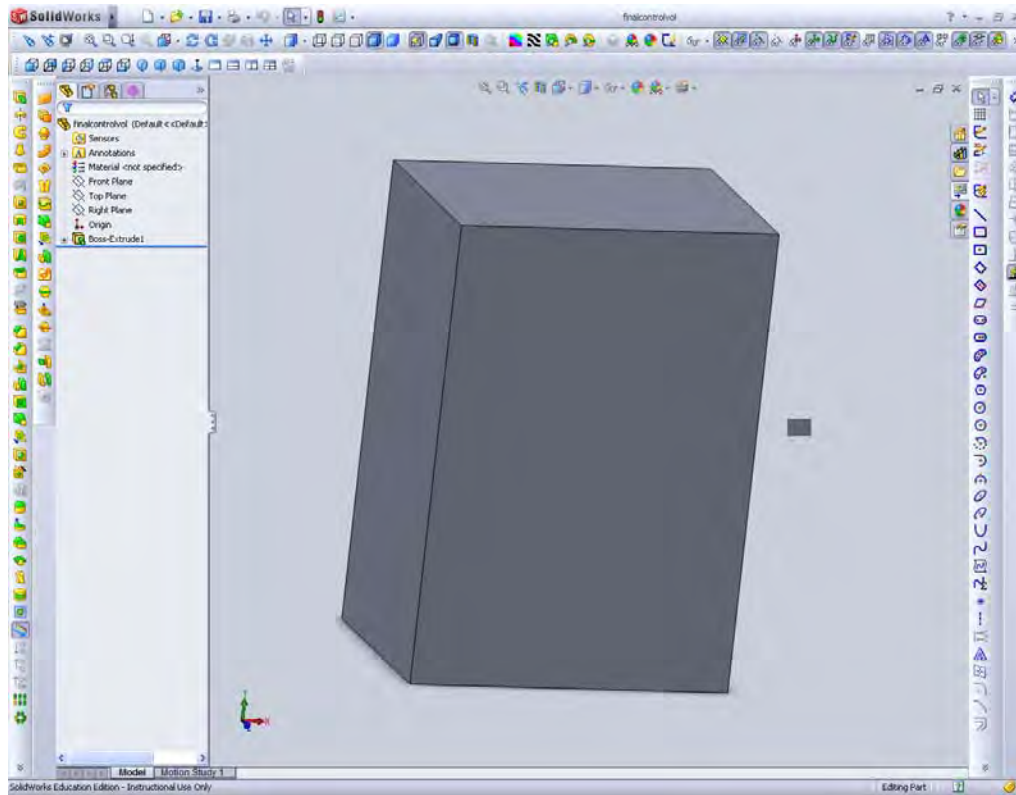 SolidWorks
finalcontrolvol
finalcontrolvol (Default<<Default>
Sensors
Annotations
Material <not specified>
Front Plane
Top Plane
Right Plane
Origin
Boss-Extrude1
Model
Motion Study 1
SolidWorks Education Edition - Instructional Use Only
Editing Part